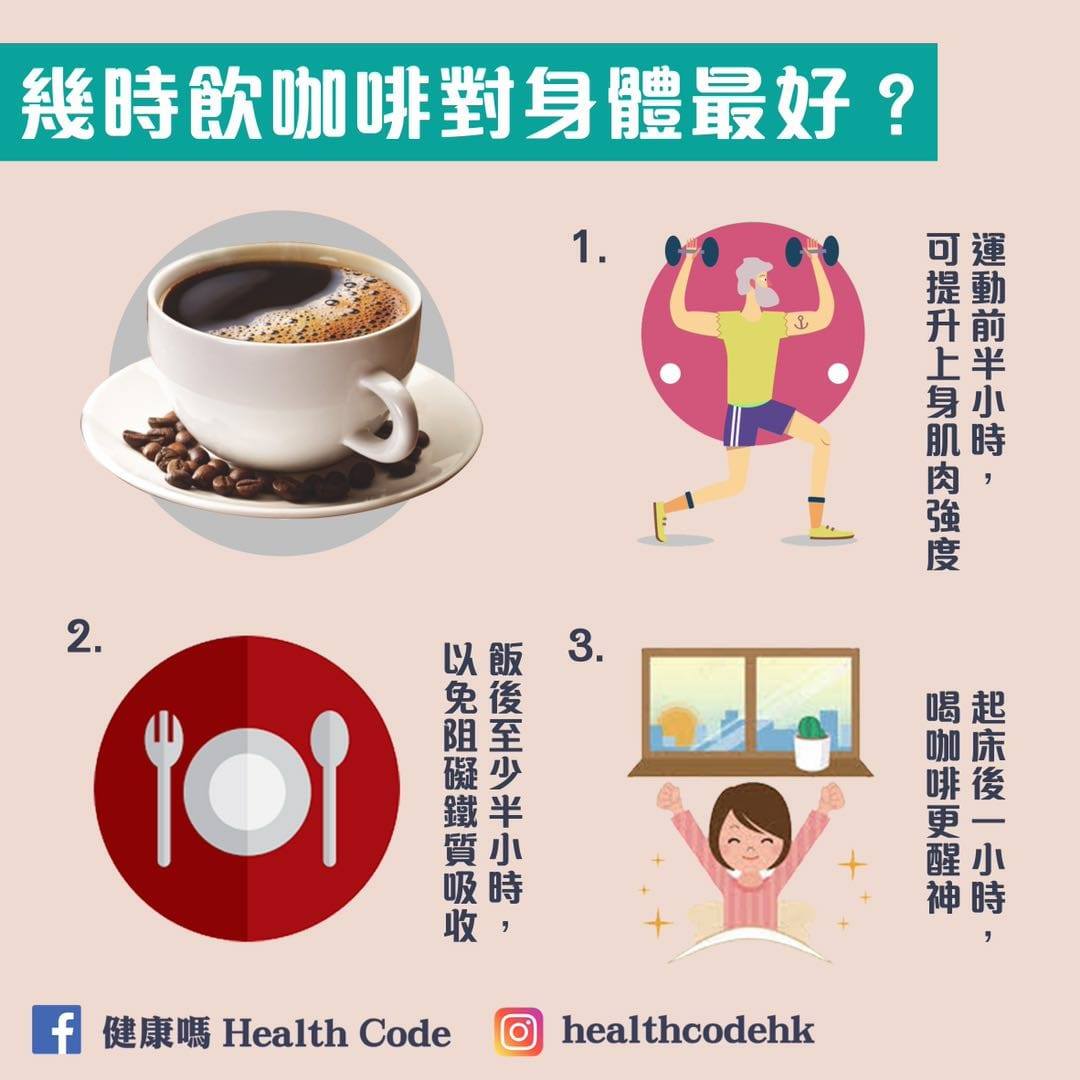 幾時飲咖啡對身體最好？
1.
運動前半小時，
可提升上身肌肉強度
2.
飯後至少半小時，
以免阻礙鐵質吸收
3.
起床後一小時，
喝咖啡更醒神
健康嗎 Health Code
healthcodehk